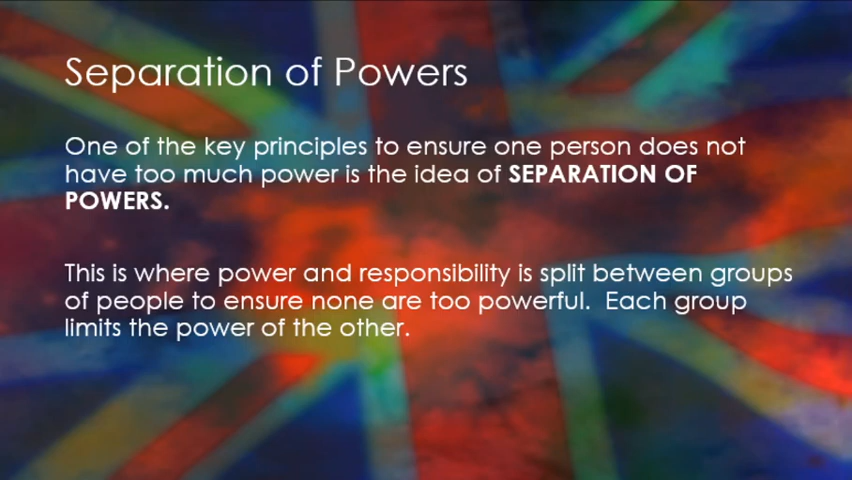 Separation of Powers
One of the key principles to ensure one person does not
have too much power is the idea of SEPARATION OF
POWERS.
This is where power and responsibility is split between groups
of people to ensure none are too powerful.  Each group
limits the power of the other.